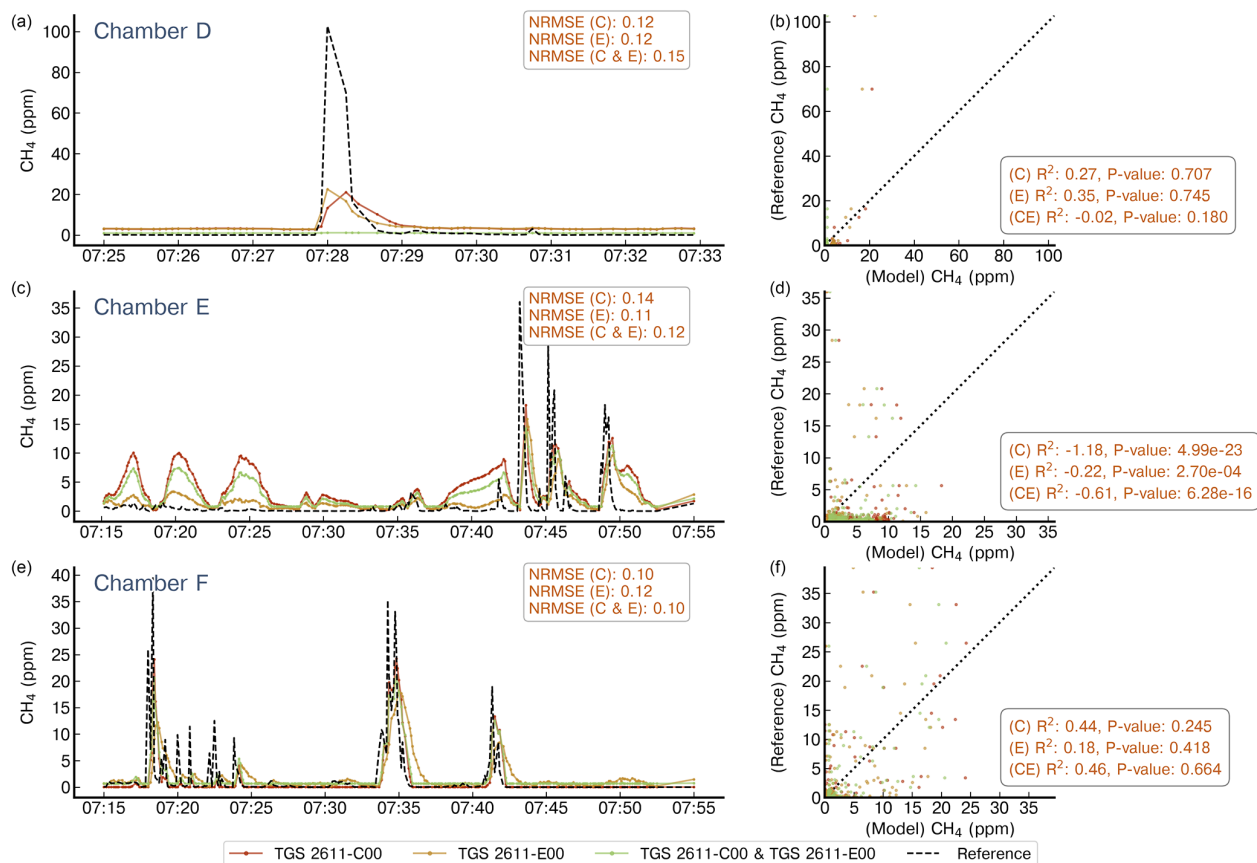 (a)
Chamber D
NRMSE (C): 0.12
NRMSE (E): 0.12
NRMSE (C & E): 0.15
CH₄ (ppm)
100
80
60
40
20
0
07:25 07:26 07:27 07:28 07:29 07:30 07:31 07:32 07:33
(b)
(Reference) CH₄ (ppm)
100
80
60
40
20
0
0 20 40 60 80 100
(Model) CH₄ (ppm)
(C) R²: 0.27, P-value: 0.707
(E) R²: 0.35, P-value: 0.745
(CE) R²: -0.02, P-value: 0.180
(c)
Chamber E
NRMSE (C): 0.14
NRMSE (E): 0.11
NRMSE (C & E): 0.12
CH₄ (ppm)
35
30
25
20
15
10
5
0
07:15 07:20 07:25 07:30 07:35 07:40 07:45 07:50 07:55
(d)
(Reference) CH₄ (ppm)
35
30
25
20
15
10
5
0
0 5 10 15 20 25 30 35
(Model) CH₄ (ppm)
(C) R²: -1.18, P-value: 4.99e-23
(E) R²: -0.22, P-value: 2.70e-04
(CE) R²: -0.61, P-value: 6.28e-16
(e)
Chamber F
NRMSE (C): 0.10
NRMSE (E): 0.12
NRMSE (C & E): 0.10
CH₄ (ppm)
40
35
30
25
20
15
10
5
0
07:15 07:20 07:25 07:30 07:35 07:40 07:45 07:50 07:55
(f)
(Reference) CH₄ (ppm)
35
30
25
20
15
10
5
0
0 5 10 15 20 25 30 35
(Model) CH₄ (ppm)
(C) R²: 0.44, P-value: 0.245
(E) R²: 0.18, P-value: 0.418
(CE) R²: 0.46, P-value: 0.664
TGS 2611-C00 TGS 2611-E00 TGS 2611-C00 & TGS 2611-E00 Reference